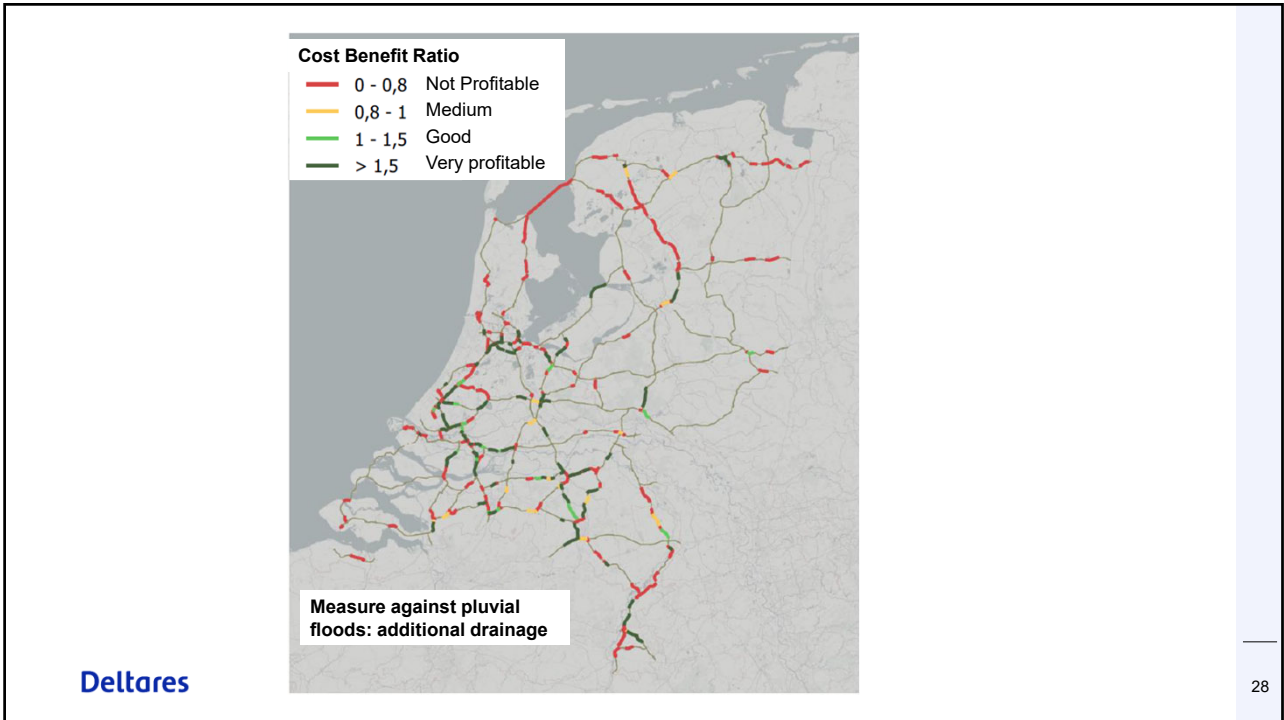 Cost Benefit Ratio
0 - 0,8 Not Profitable
0,8 - 1 Medium
1 - 1,5 Good
> 1,5 Very profitable
Measure against pluvial
floods: additional drainage
Deltares
28